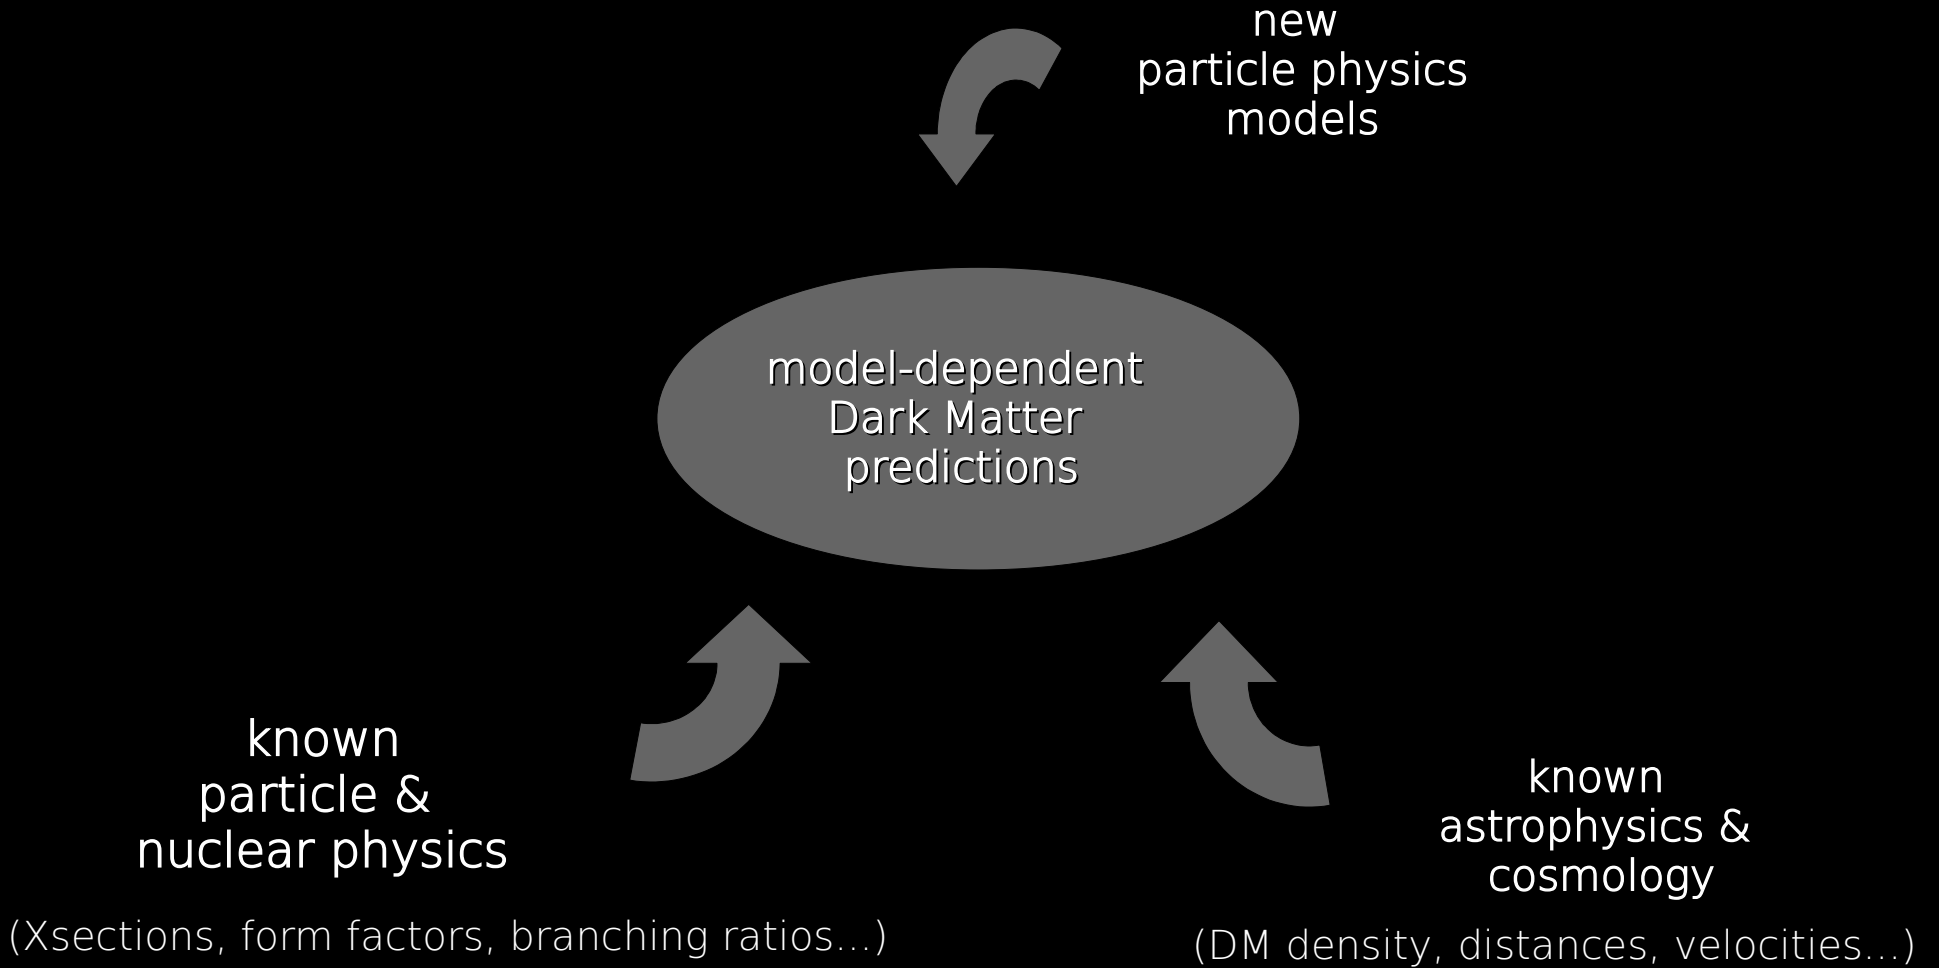 new
particle physics
models
model-dependent
Dark Matter
predictions
known
particle &
nuclear physics
(Xsections, form factors, branching ratios...)
known
astrophysics &
cosmology
(DM density, distances, velocities...)